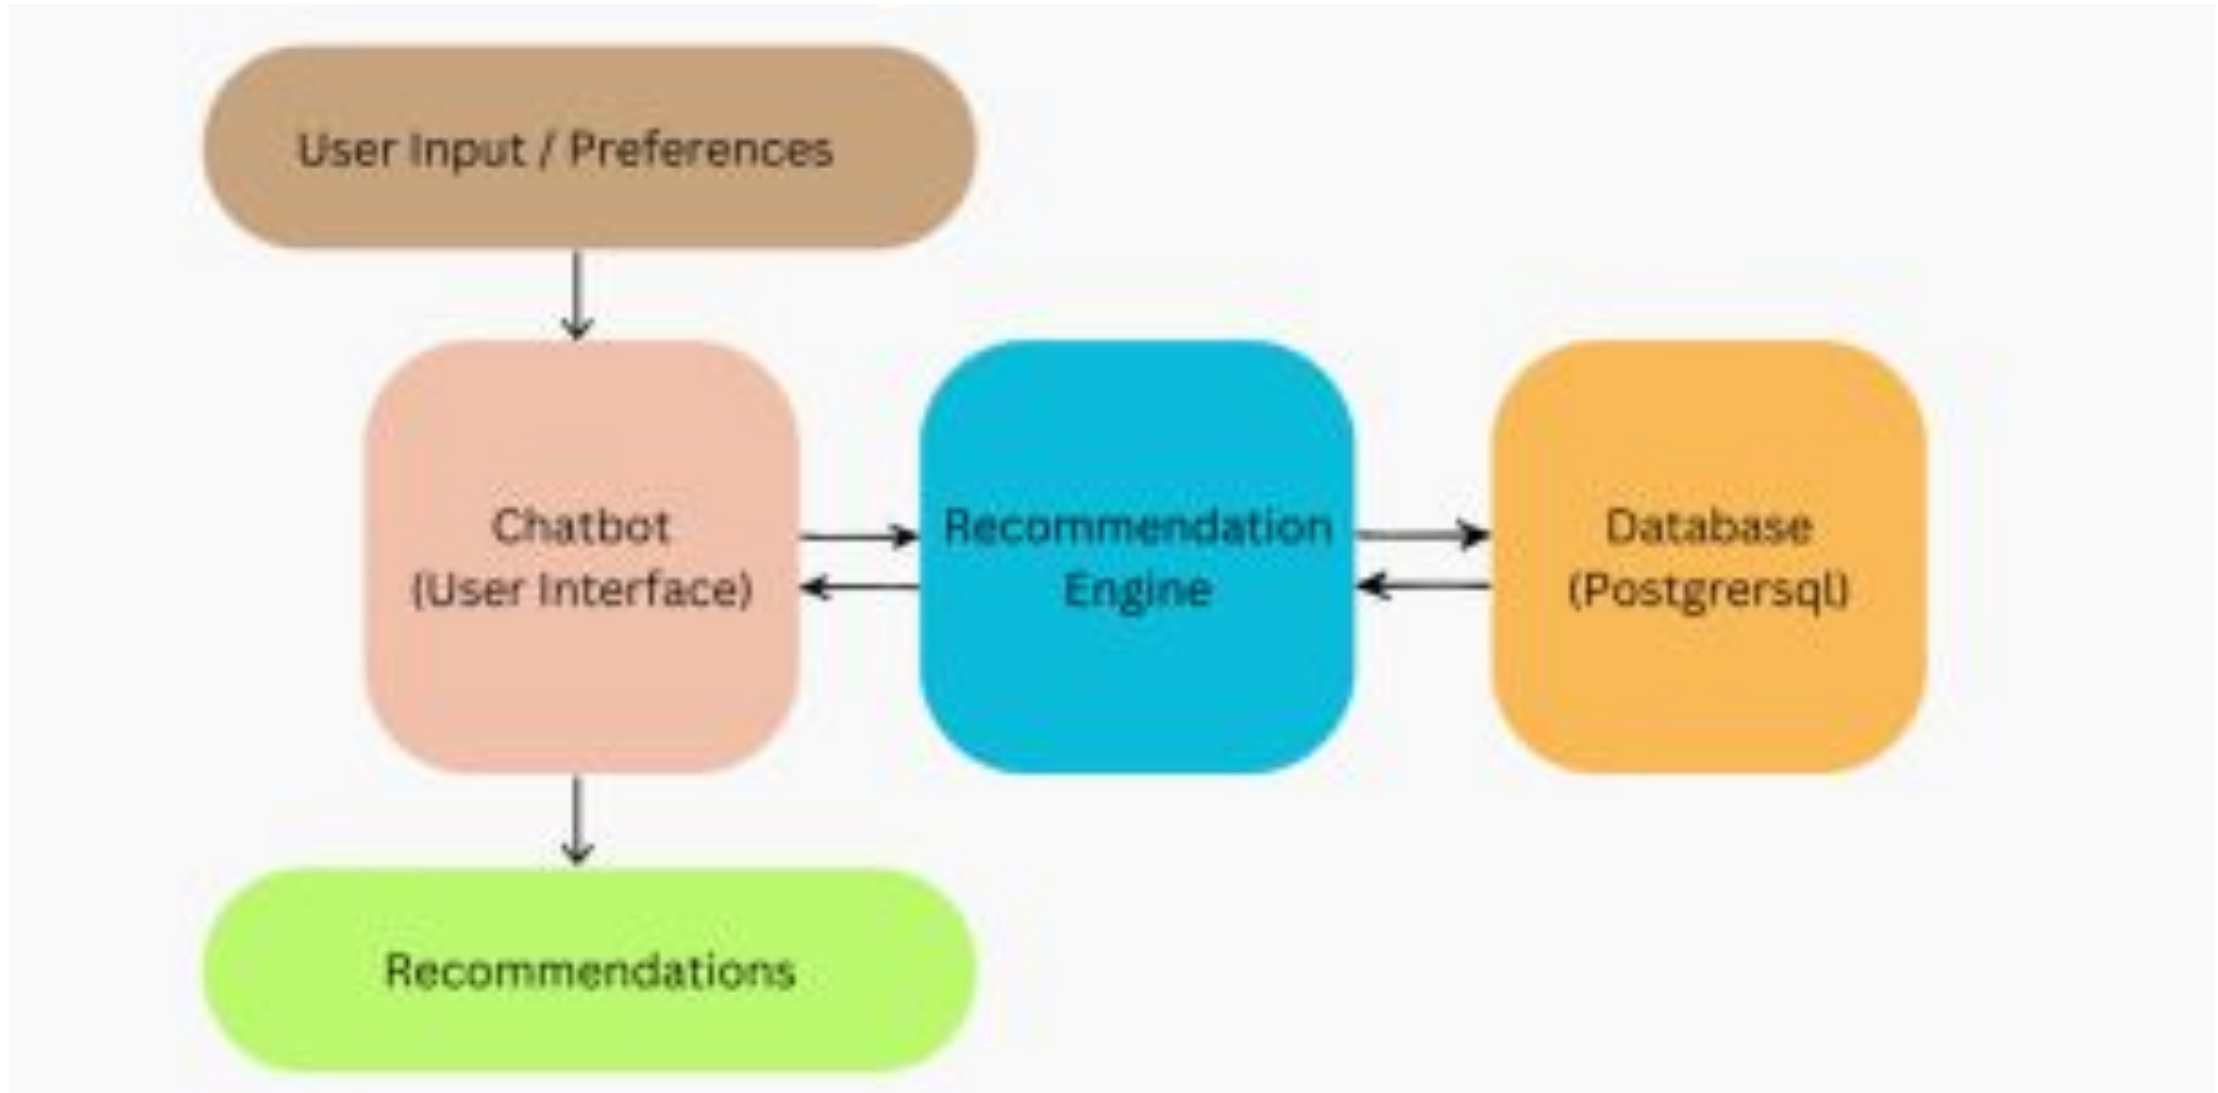 User Input / Preferences
Chatbot
(User Interface)
Recommendation
Engine
Database
(Postgrersql)
Recommendations